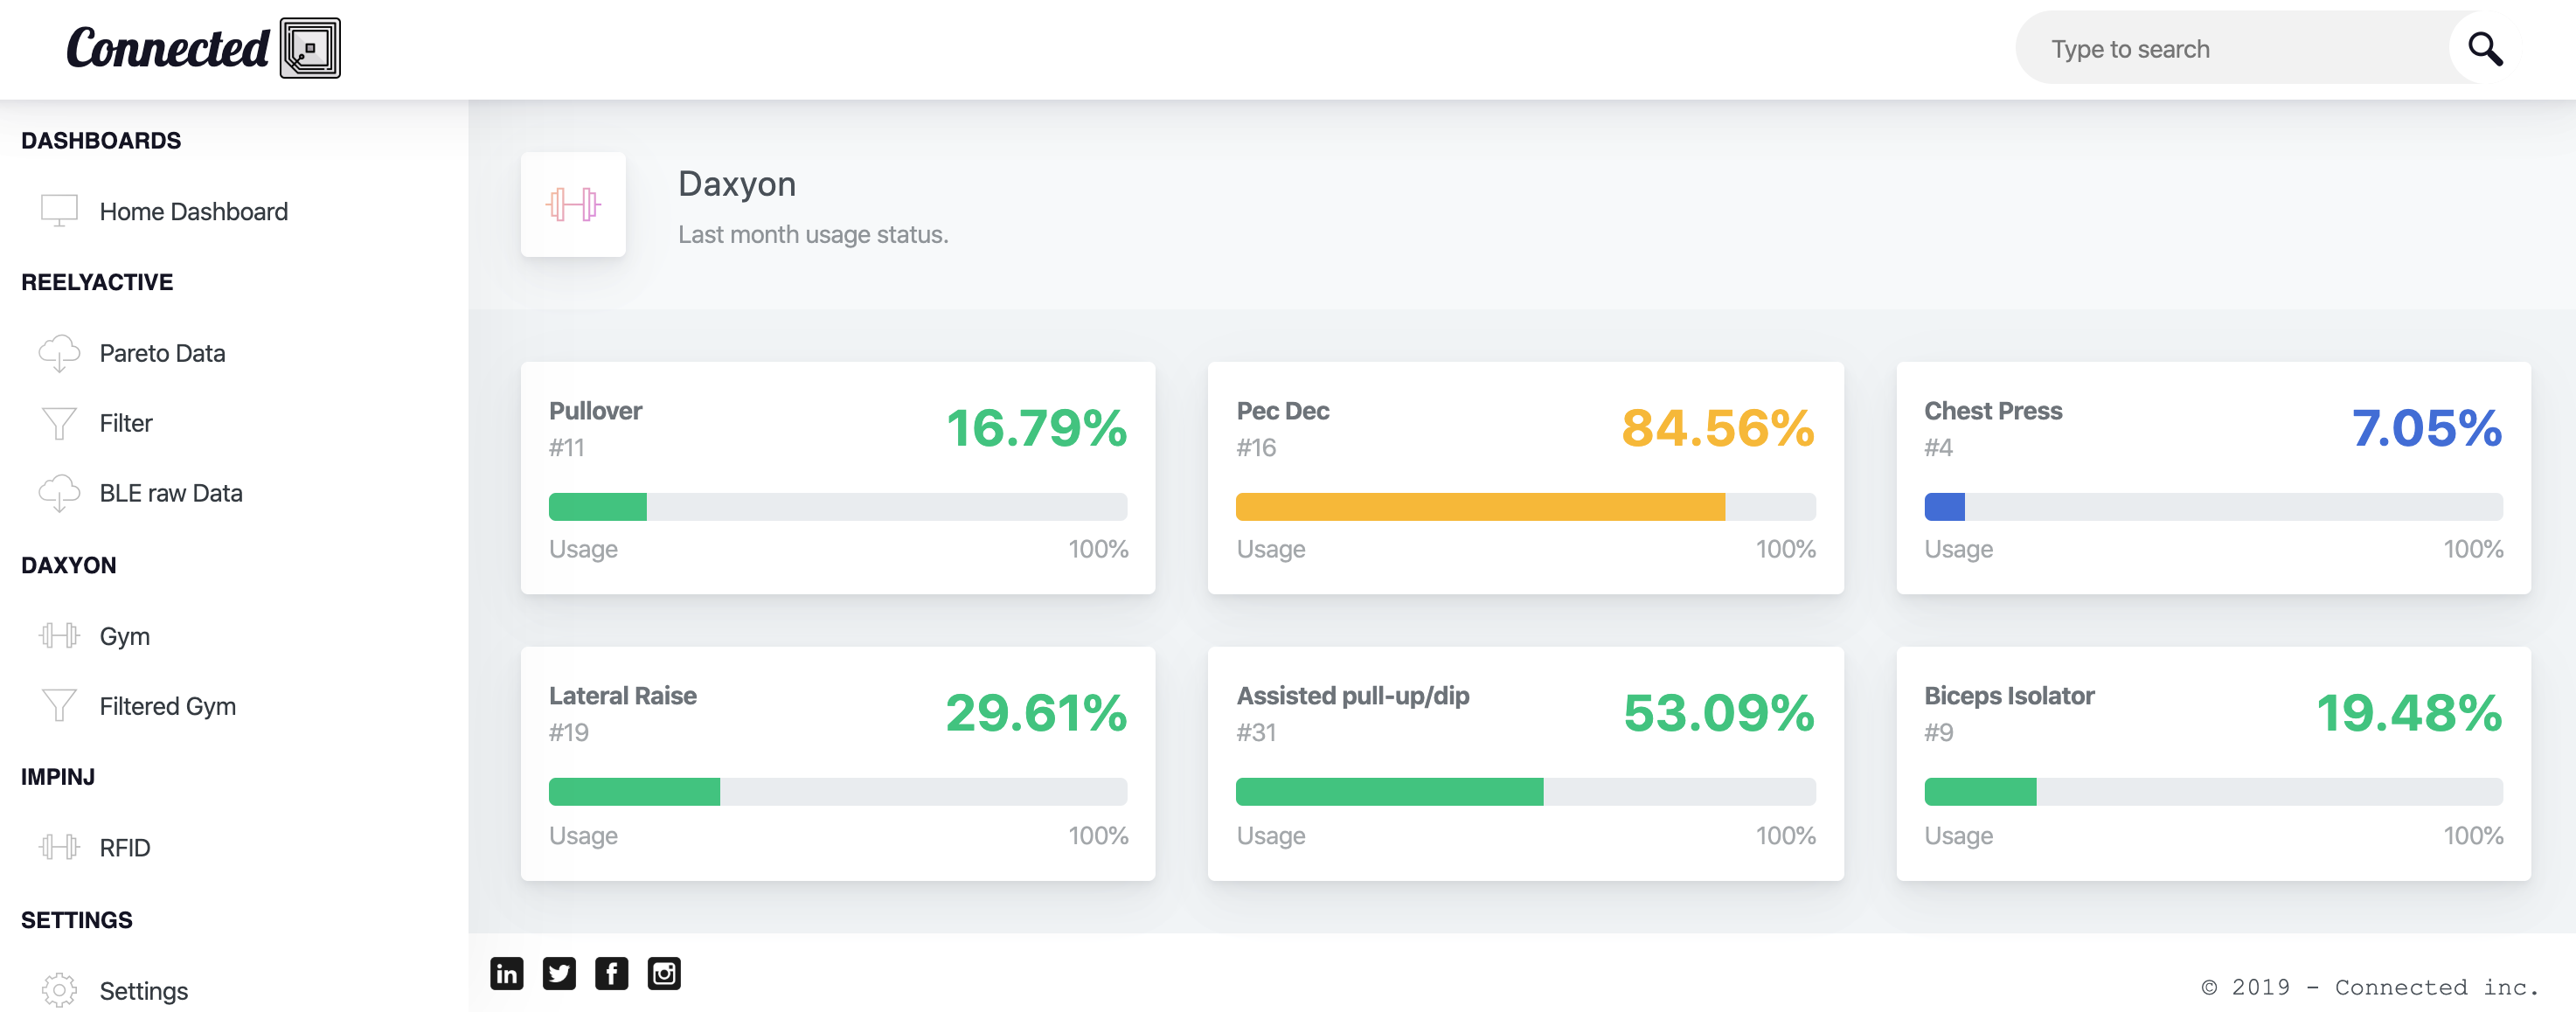 Connected
Type to search
DASHBOARDS
Home Dashboard
REELYACTIVE
Pareto Data
Filter
BLE raw Data
DAXYON
Gym
Filtered Gym
IMPINJ
RFID
SETTINGS
Settings
Daxyon
Last month usage status.
Pullover
#11
16.79%
Usage 100%
Pec Dec
#16
84.56%
Usage 100%
Chest Press
#4
7.05%
Usage 100%
Lateral Raise
#19
29.61%
Usage 100%
Assisted pull-up/dip
#31
53.09%
Usage 100%
Biceps Isolator
#9
19.48%
Usage 100%
© 2019 - Connected inc.